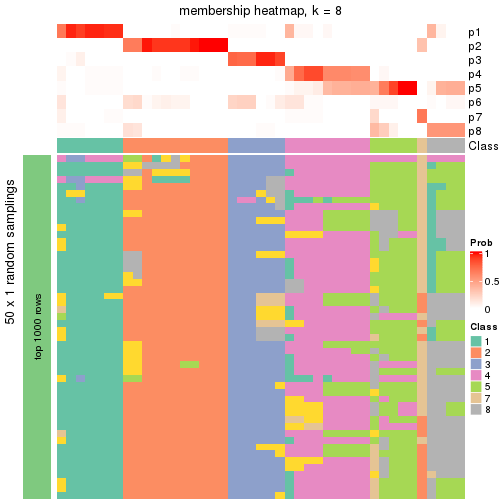 membership heatmap, k = 8
p1
p2
p3
p4
p5
p6
p7
p8
Class
50 x 1 random samplings
top 1000 rows
Prob
1
0.5
0
Class
1
2
3
4
5
7
8